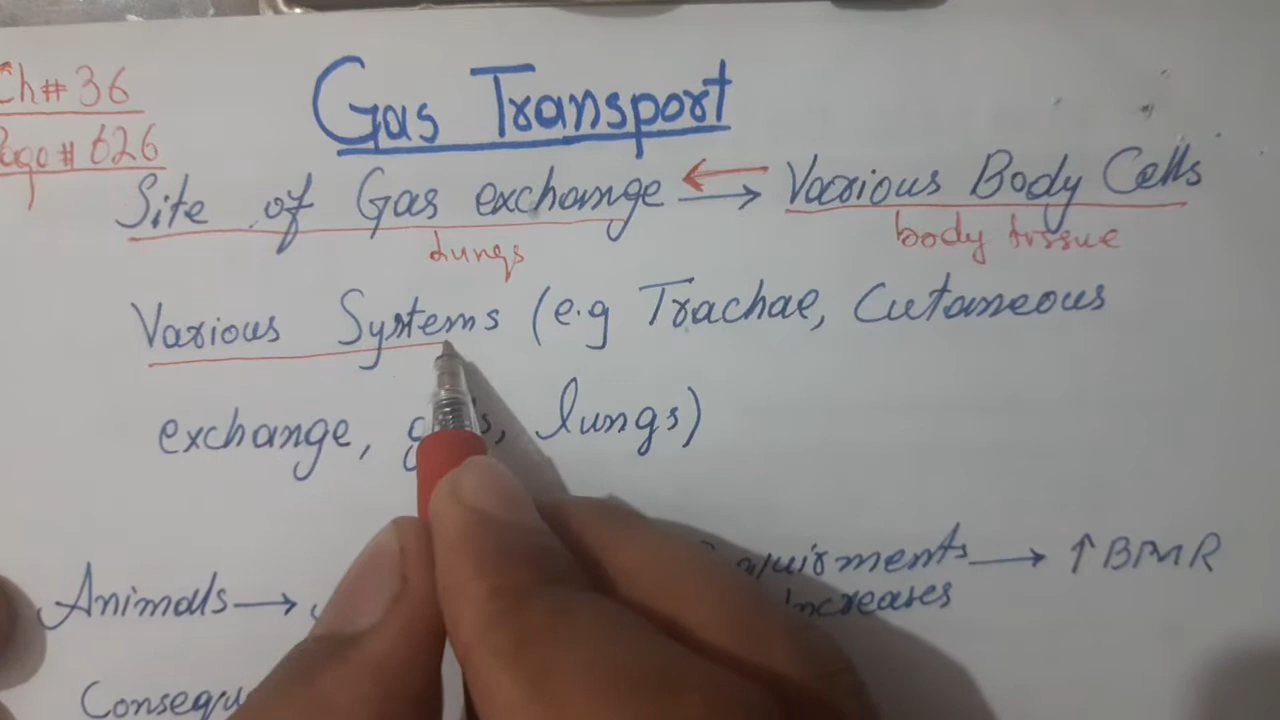 Ch# 36
Page# 626
Gas Transport
Site of Gas exchange ⇄ Various Body Cells
Lungs body tissue
Various Systems (e.g Trachae, Cutaneous
exchange, lungs)
Animals → → ↑ BMR
Increases